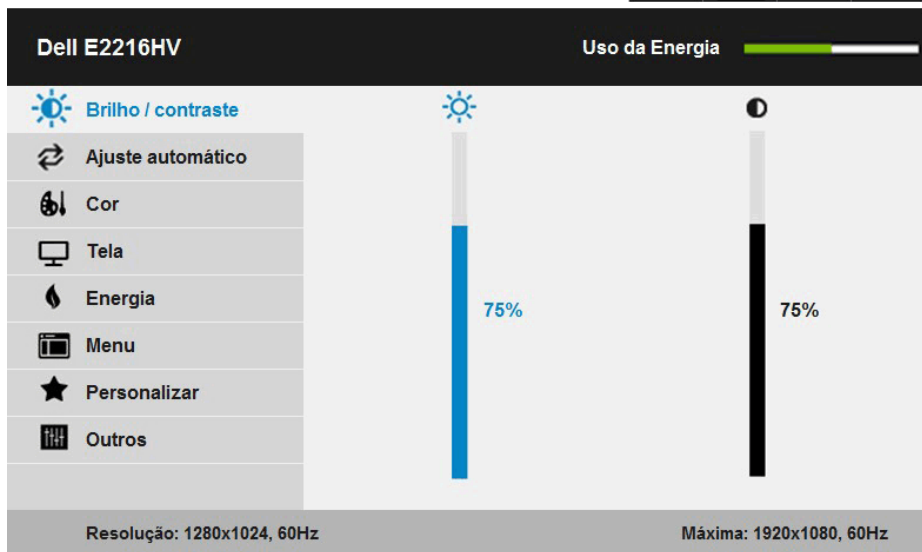 Dell E2216HV
Uso da Energia
Brilho / contraste
Ajuste automático
Cor
Tela
Energia
Menu
Personalizar
Outros
75%
75%
Resolução: 1280x1024, 60Hz
Máxima: 1920x1080, 60Hz